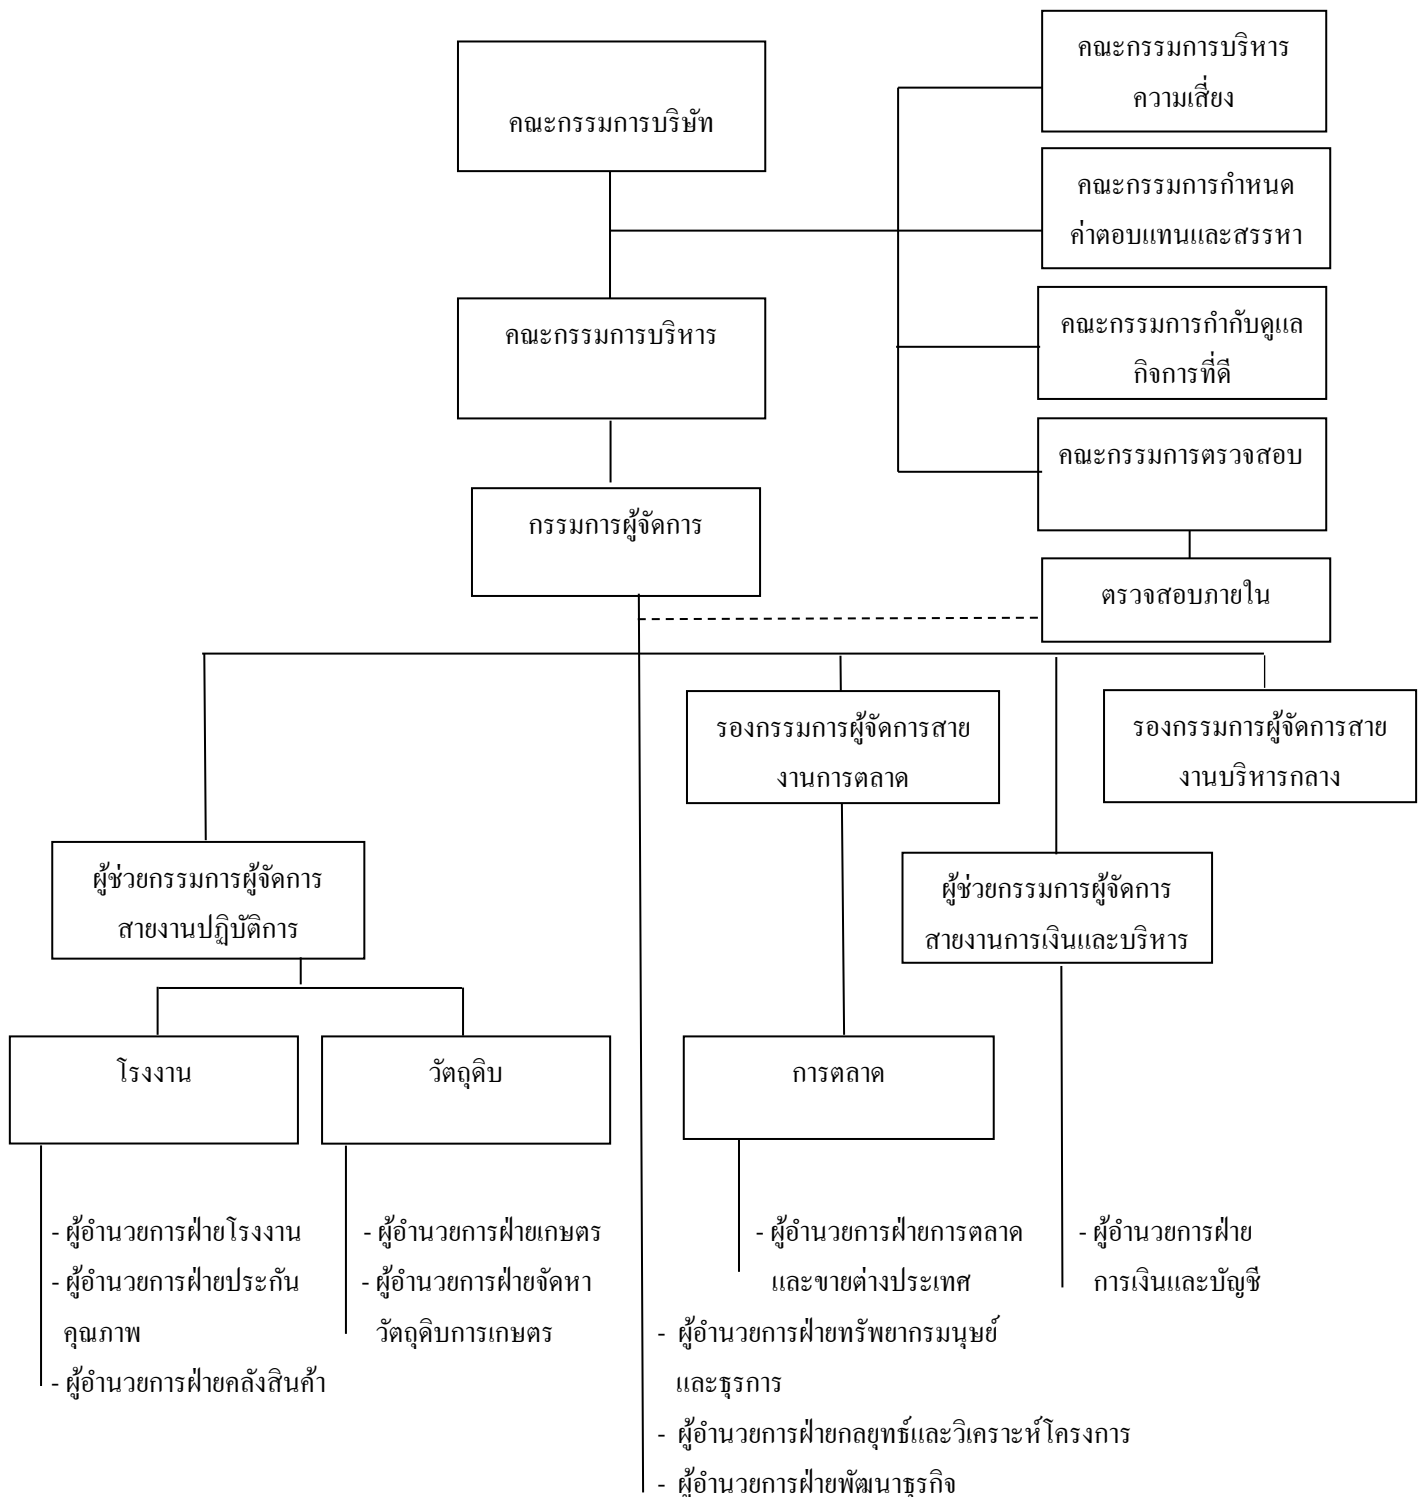 คณะกรรมการบริหาร
ความเสี่ยง
คณะกรรมการบริษัท
คณะกรรมการกำหนด
ค่าตอบแทนและสรรหา
คณะกรรมการบริหาร
คณะกรรมการกำกับดูแล
กิจการที่ดี
คณะกรรมการตรวจสอบ
กรรมการผู้จัดการ
ตรวจสอบภายใน
รองกรรมการผู้จัดการสาย
งานการตลาด
รองกรรมการผู้จัดการสาย
งานบริหารกลาง
ผู้ช่วยกรรมการผู้จัดการ
สายงานปฏิบัติการ
ผู้ช่วยกรรมการผู้จัดการ
สายงานการเงินและบริหาร
โรงงาน
วัตถุดิบ
การตลาด
- ผู้อำนวยการฝ่ายโรงงาน
- ผู้อำนวยการฝ่ายประกัน
คุณภาพ
- ผู้อำนวยการฝ่ายคลังสินค้า
- ผู้อำนวยการฝ่ายเกษตร
- ผู้อำนวยการฝ่ายจัดหา
วัตถุดิบการเกษตร
- ผู้อำนวยการฝ่ายการตลาด
และขายต่างประเทศ
- ผู้อำนวยการฝ่าย
การเงินและบัญชี
- ผู้อำนวยการฝ่ายทรัพยากรมนุษย์
และธุรการ
- ผู้อำนวยการฝ่ายกลยุทธ์และวิเคราะห์โครงการ
- ผู้อำนวยการฝ่ายพัฒนาธุรกิจ